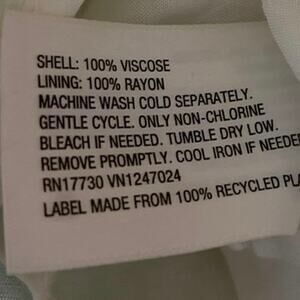 SHELL: 100% VISCOSE
LINING: 100% RAYON
MACHINE WASH COLD SEPARATELY.
GENTLE CYCLE. ONLY NON-CHLORINE
BLEACH IF NEEDED. TUMBLE DRY LOW.
REMOVE PROMPTLY. COOL IRON IF NEEDE
RN17730 VN1247024
LABEL MADE FROM 100% RECYCLED PLA